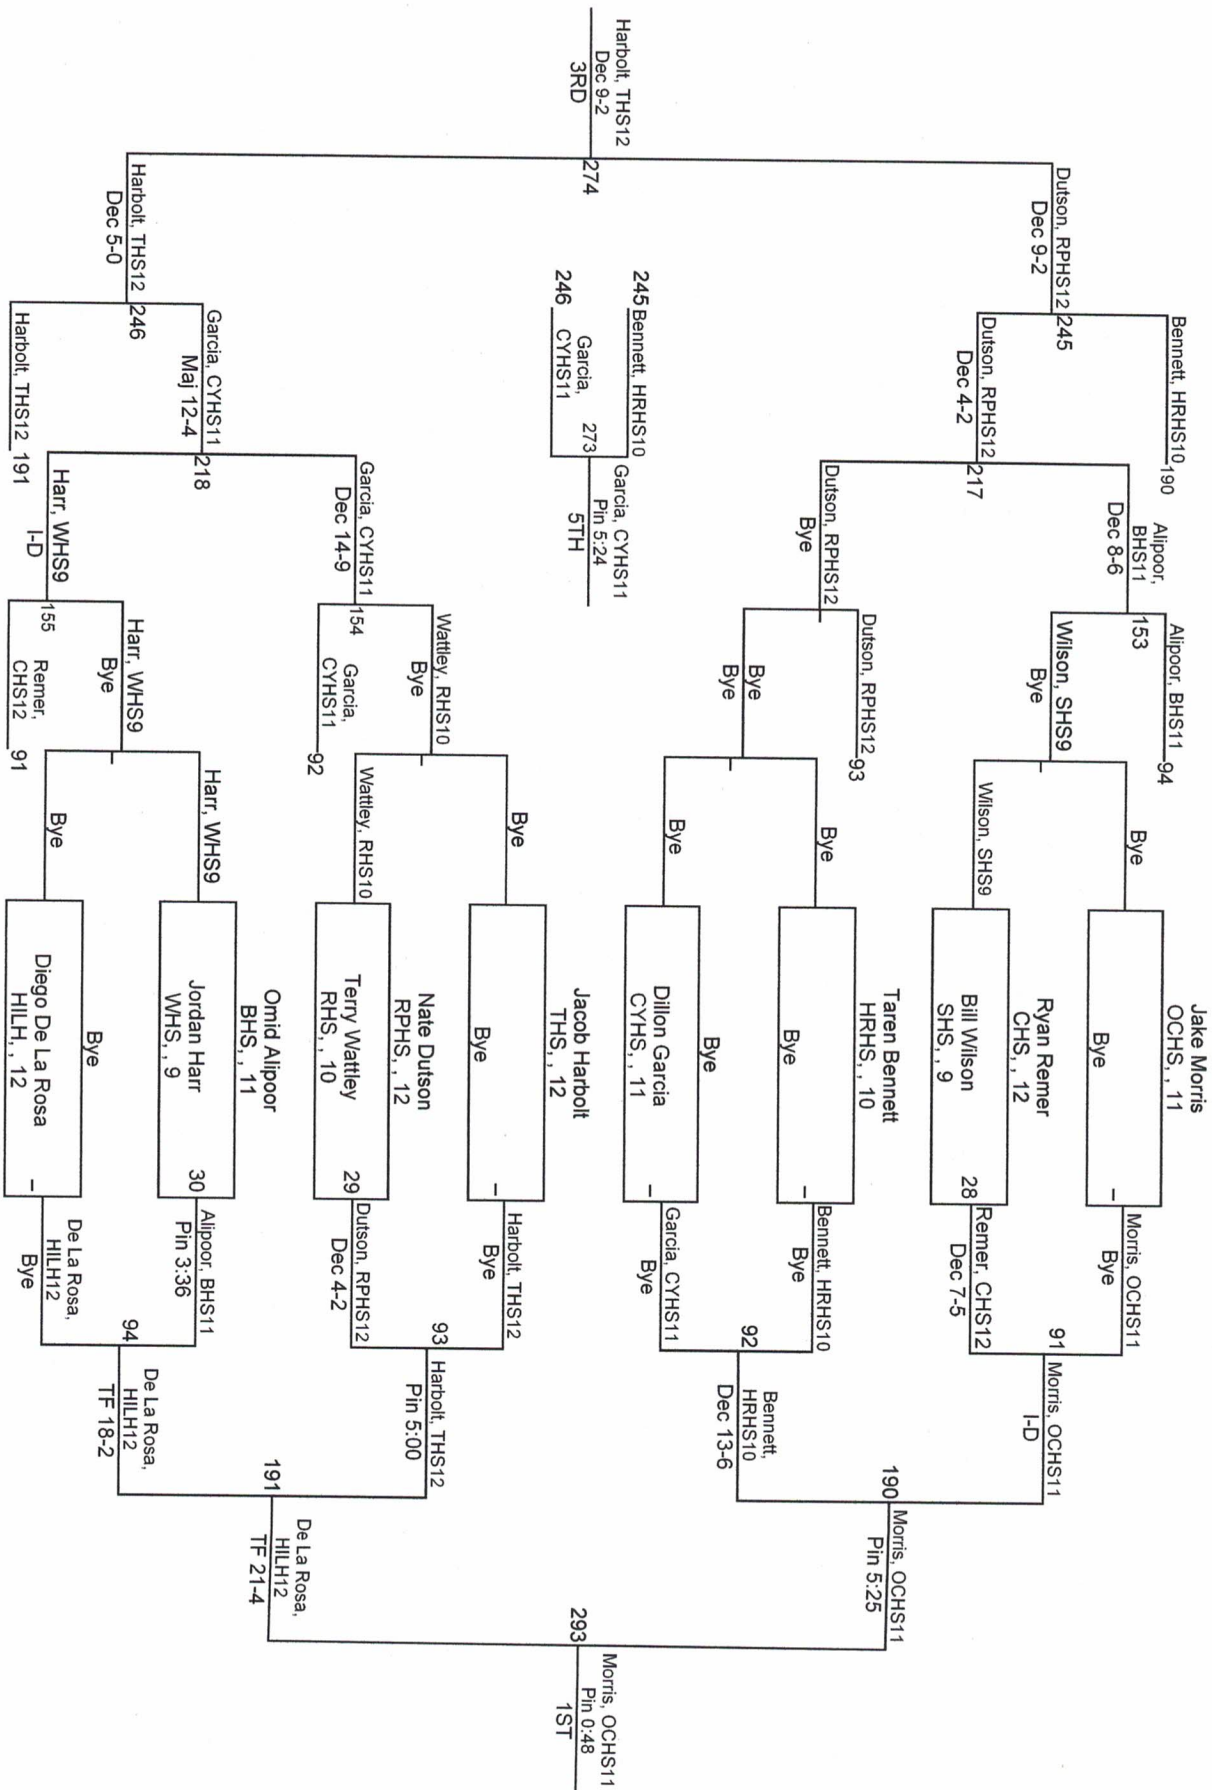 Jake Morris
OCHS, , 11
Bye
Bye
Morris, OCHS11
Bye
Ryan Remer
CHS, , 12
Bill Wilson
SHS, , 9
28
Wilson, SHS9
Remer, CHS12
Dec 7-5
91
Morris, OCHS11
I-D
Taren Bennett
HRHS, , 10
Bye
Bye
Bennett, HRHS10
Bye
Bye
Dillon Garcia
CYHS, , 11
Bye
Garcia, CYHS11
Bye
92
Bennett,
HRHS10
Dec 13-6
190
Morris, OCHS11
Pin 5:25
Jacob Harbolt
THS, , 12
Bye
Bye
Harbolt, THS12
Bye
Nate Dutson
RPHS, , 12
Terry Wattley
RHS, , 10
29
Wattley, RHS10
Dutson, RPHS12
Dec 4-2
93
Harbolt, THS12
Pin 5:00
Omid Alipoor
BHS, , 11
Jordan Harr
WHS, , 9
30
Harr, WHS9
Alipoor, BHS11
Pin 3:36
Bye
Diego De La Rosa
HILH, , 12
Bye
De La Rosa,
HILH12
Bye
94
De La Rosa,
HILH12
TF 18-2
191
De La Rosa,
HILH12
TF 21-4
293
Morris, OCHS11
Pin 0:48
1ST
Alipoor, BHS11
94
Wilson, SHS9
Bye
153
Alipoor,
BHS11
Dec 8-6
Dutson, RPHS12
93
Bye
Bye
Dutson, RPHS12
Bye
217
Dutson, RPHS12
Dec 4-2
Bennett, HRHS10
190
245
Dutson, RPHS12
Dec 9-2
Wattley, RHS10
Bye
154
Garcia,
CYHS11
92
Garcia, CYHS11
Dec 14-9
Harr, WHS9
Bye
155
Remer,
CHS12
91
Harr, WHS9
I-D
218
Garcia, CYHS11
Maj 12-4
246
Harbolt, THS12
191
Harbolt, THS12
Dec 5-0
274
Harbolt, THS12
Dec 9-2
3RD
245
Bennett, HRHS10
246
Garcia,
CYHS11
273
Garcia, CYHS11
Pin 5:24
5TH